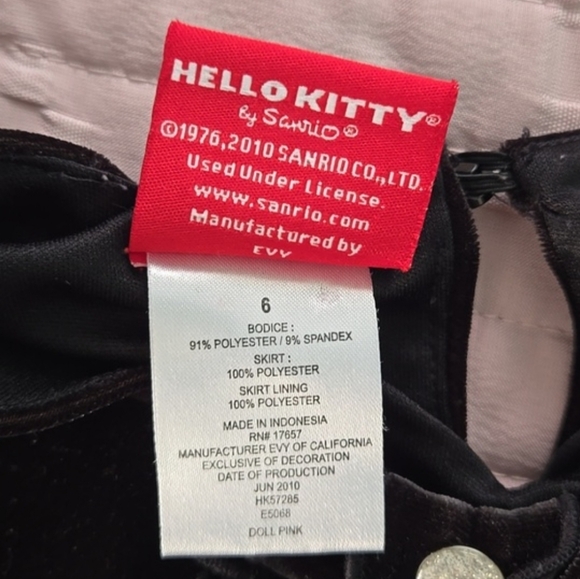 HELLO KITTY®
By Sanrio®
©1976,2010 SANRIO CO.,LTD.
Used Under License.
www.sanrio.com
Manufactured by
EVY
6
BODICE :
91% POLYESTER / 9% SPANDEX
SKIRT :
100% POLYESTER
SKIRT LINING
100% POLYESTER
MADE IN INDONESIA
RN# 17657
MANUFACTURER EVY OF CALIFORNIA
EXCLUSIVE OF DECORATION
DATE OF PRODUCTION
JUN 2010
HK57285
E5068
DOLL PINK